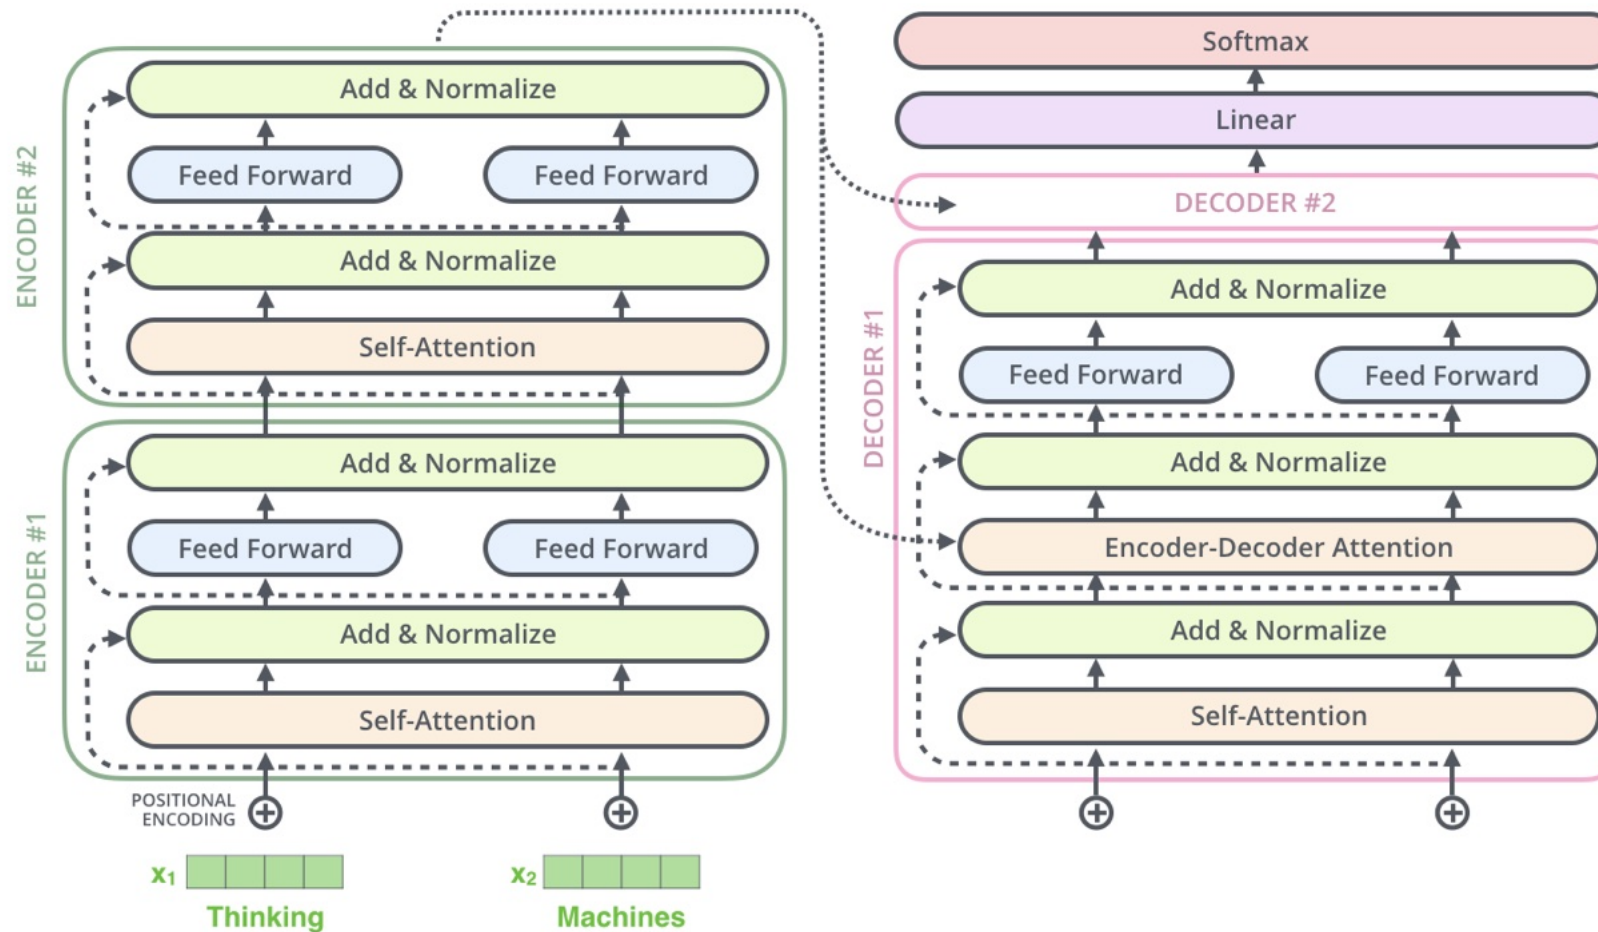 ENCODER #2
Add & Normalize
Feed Forward
Feed Forward
Add & Normalize
Self-Attention
ENCODER #1
Add & Normalize
Feed Forward
Feed Forward
Add & Normalize
Self-Attention
POSITIONAL
ENCODING
x₁
x₂
Thinking
Machines
Softmax
Linear
DECODER #2
DECODER #1
Add & Normalize
Feed Forward
Feed Forward
Add & Normalize
Encoder-Decoder Attention
Add & Normalize
Self-Attention